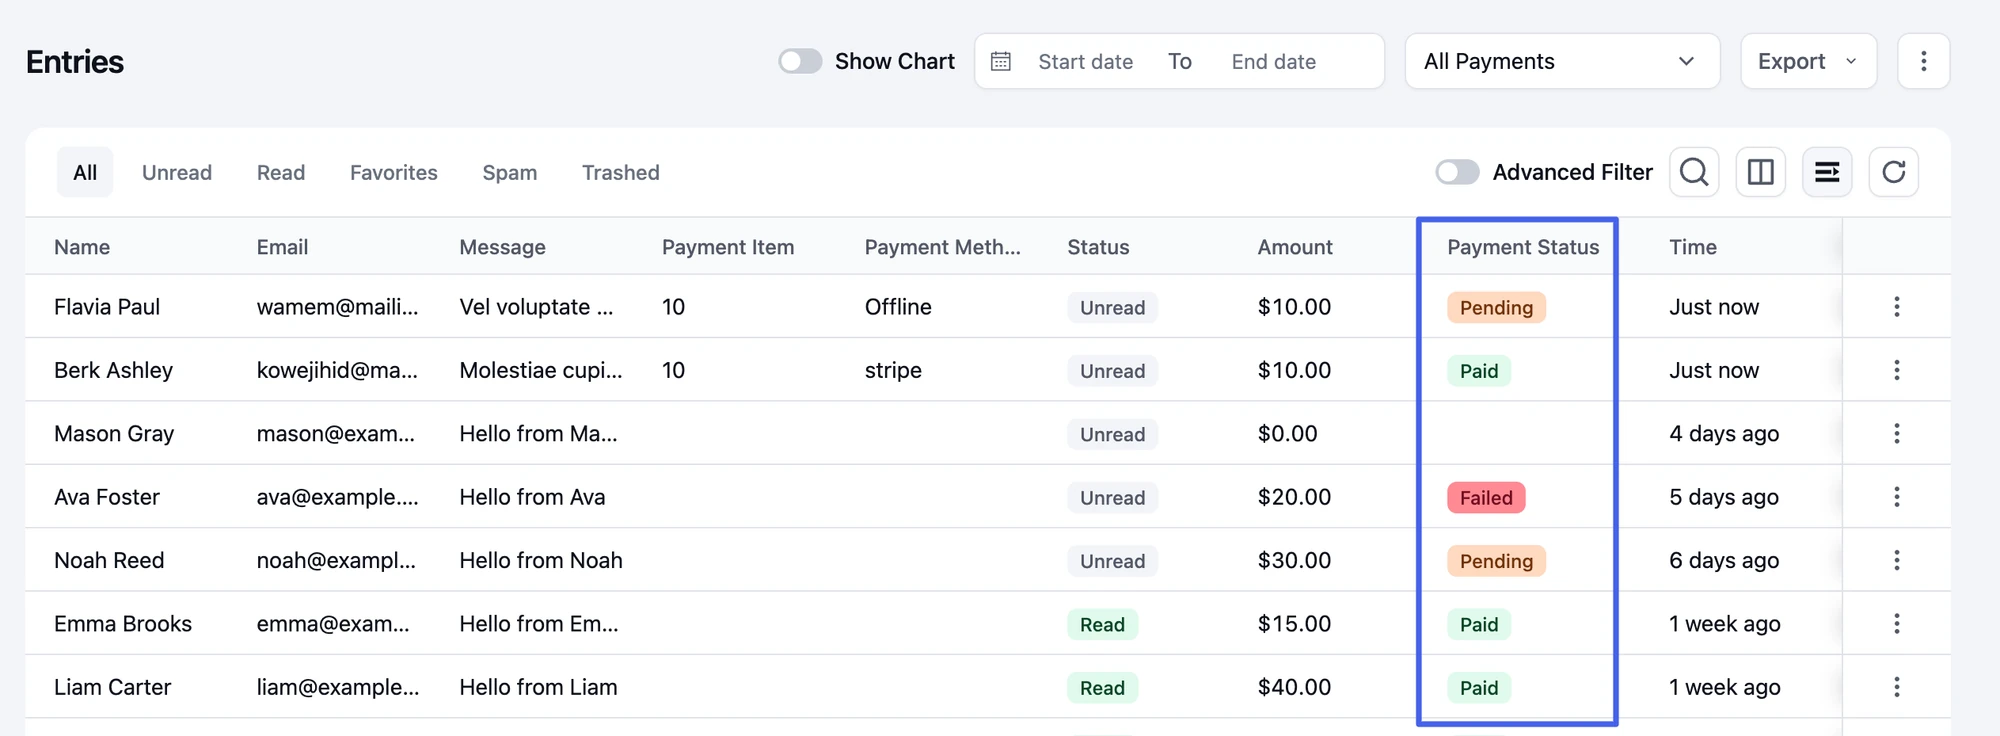 Entries Show Chart Start date To End date All Payments Export
All Unread Read Favorites Spam Trashed Advanced Filter
Name Email Message Payment Item Payment Meth... Status Amount Payment Status Time
Flavia Paul wamem@maili... Vel voluptate ... 10 Offline Unread $10.00 Pending Just now
Berk Ashley kowejihid@ma... Molestiae cupi... 10 stripe Unread $10.00 Paid Just now
Mason Gray mason@exam... Hello from Ma... Unread $0.00 4 days ago
Ava Foster ava@example.... Hello from Ava Unread $20.00 Failed 5 days ago
Noah Reed noah@exampl... Hello from Noah Unread $30.00 Pending 6 days ago
Emma Brooks emma@exam... Hello from Em... Read $15.00 Paid 1 week ago
Liam Carter liam@example... Hello from Liam Read $40.00 Paid 1 week ago